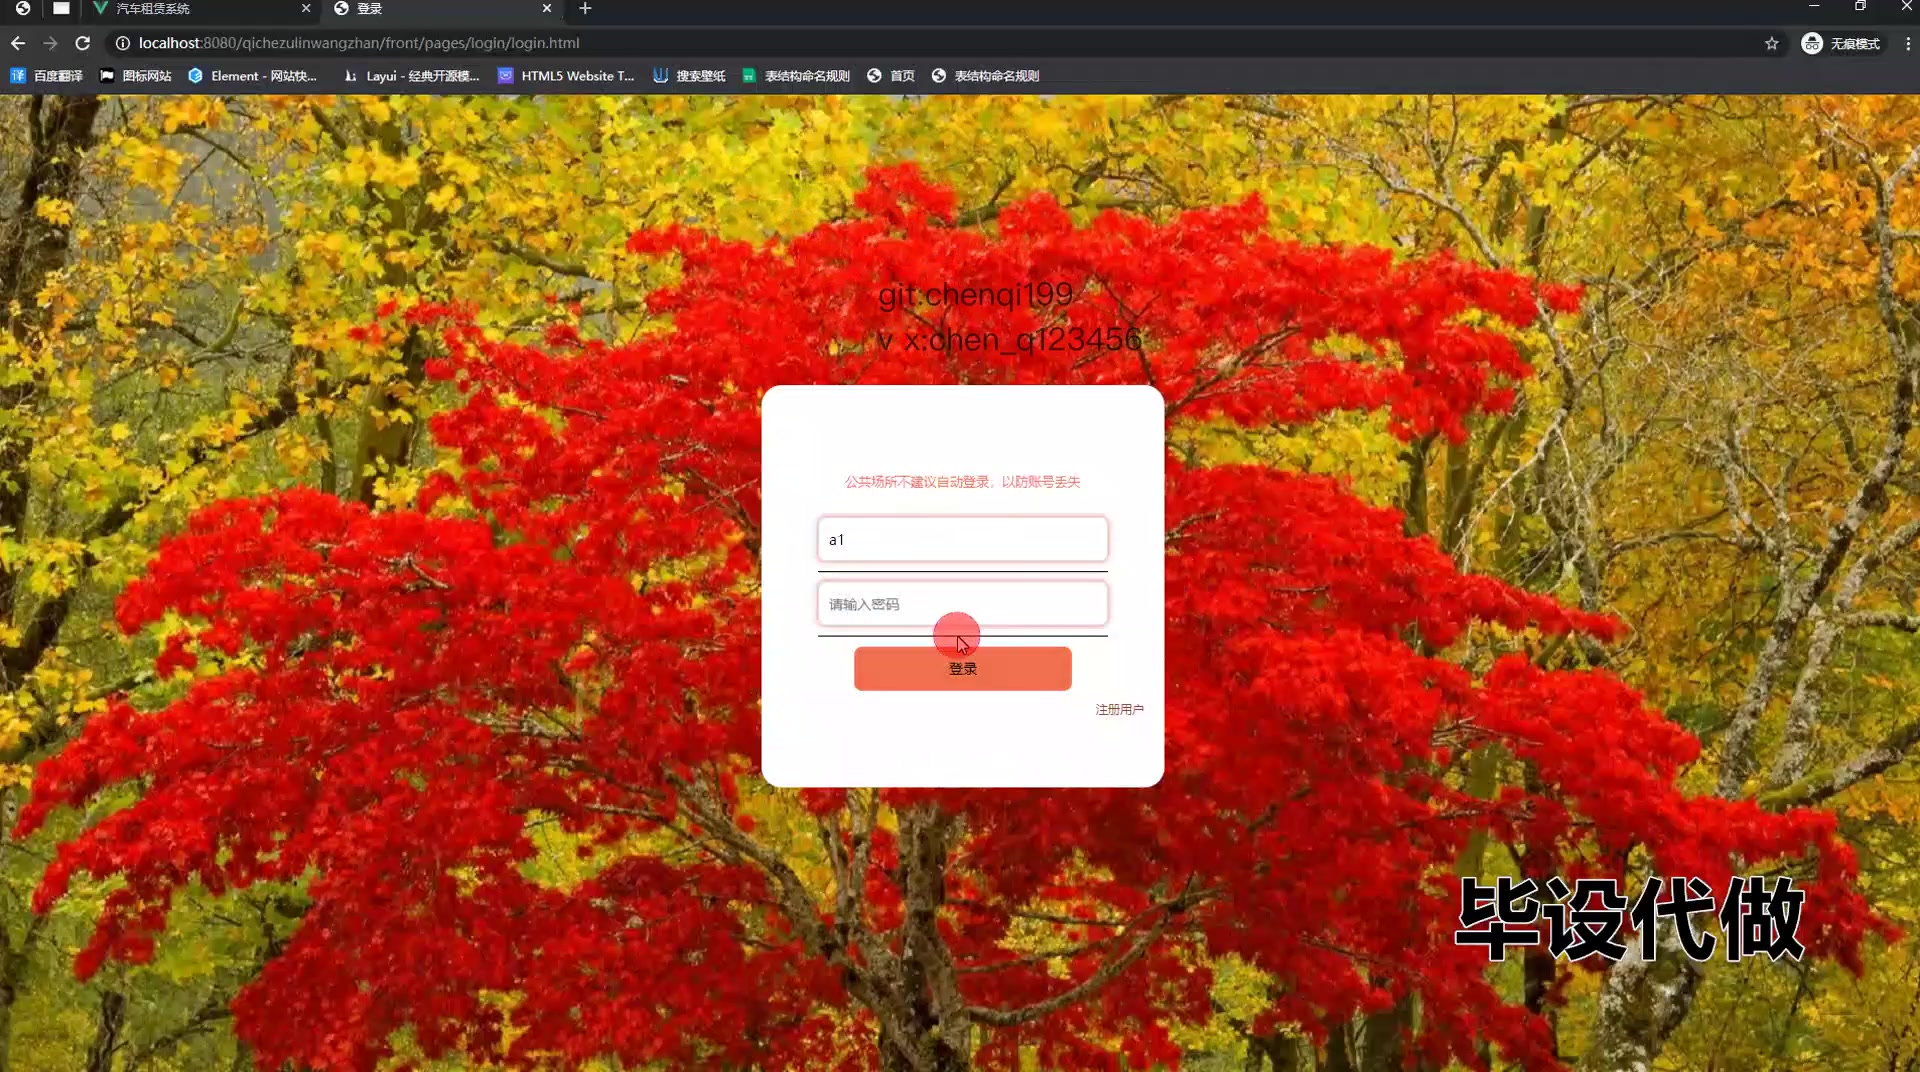 汽车租赁系统
登录
localhost:8080/qichezulinwangzhan/front/pages/login/login.html
无痕模式
译 百度翻译
图标网站
Element - 网站快...
Layui - 经典开源模...
HTML5 Website T...
搜索壁纸
表结构命名规则
首页
表结构命名规则
git:chenqi199
v x:chen_q123456
公共场所不建议自动登录，以防账号丢失
a1
请输入密码
登录
注册用户
毕设代做